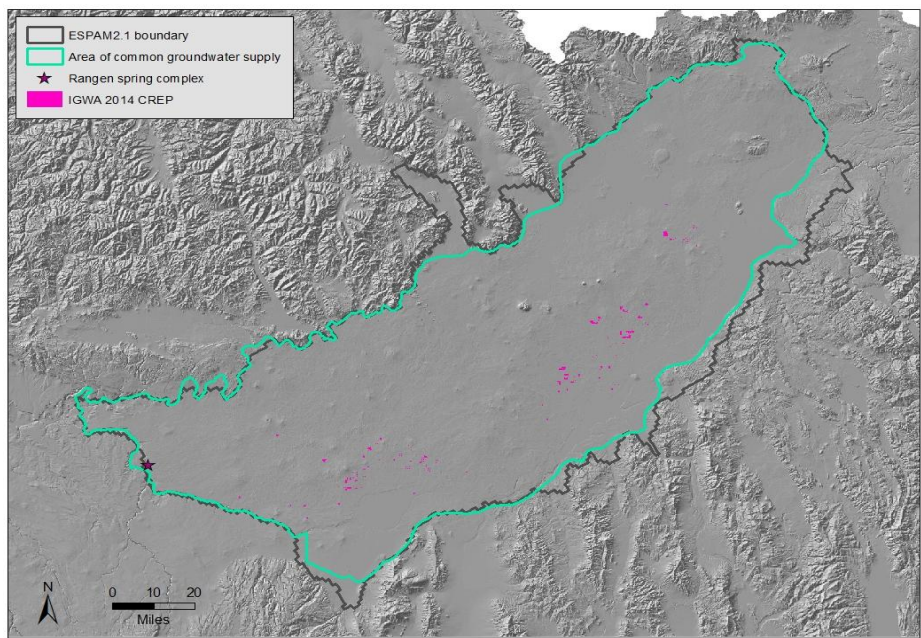 ESPAM2.1 boundary
Area of common groundwater supply
Rangen spring complex
IGWA 2014 CREP
N
0 10 20
Miles